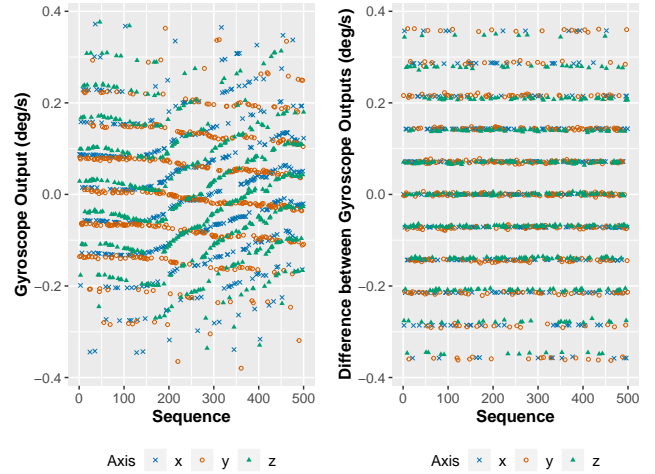 Gyroscope Output (deg/s)
0.4
0.2
0.0
−0.2
−0.4
0 100 200 300 400 500
Sequence
Axis x y z
Difference between Gyroscope Outputs (deg/s)
0.4
0.2
0.0
−0.2
−0.4
0 100 200 300 400 500
Sequence
Axis x y z